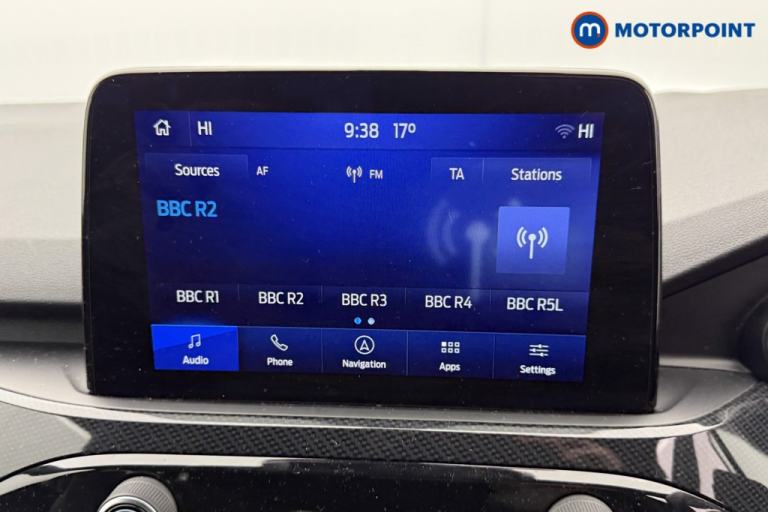 MOTORPOINT
HI 9:38 17° HI
Sources AF FM TA Stations
BBC R2
BBC R1 BBC R2 BBC R3 BBC R4 BBC R5L
Audio Phone Navigation Apps Settings